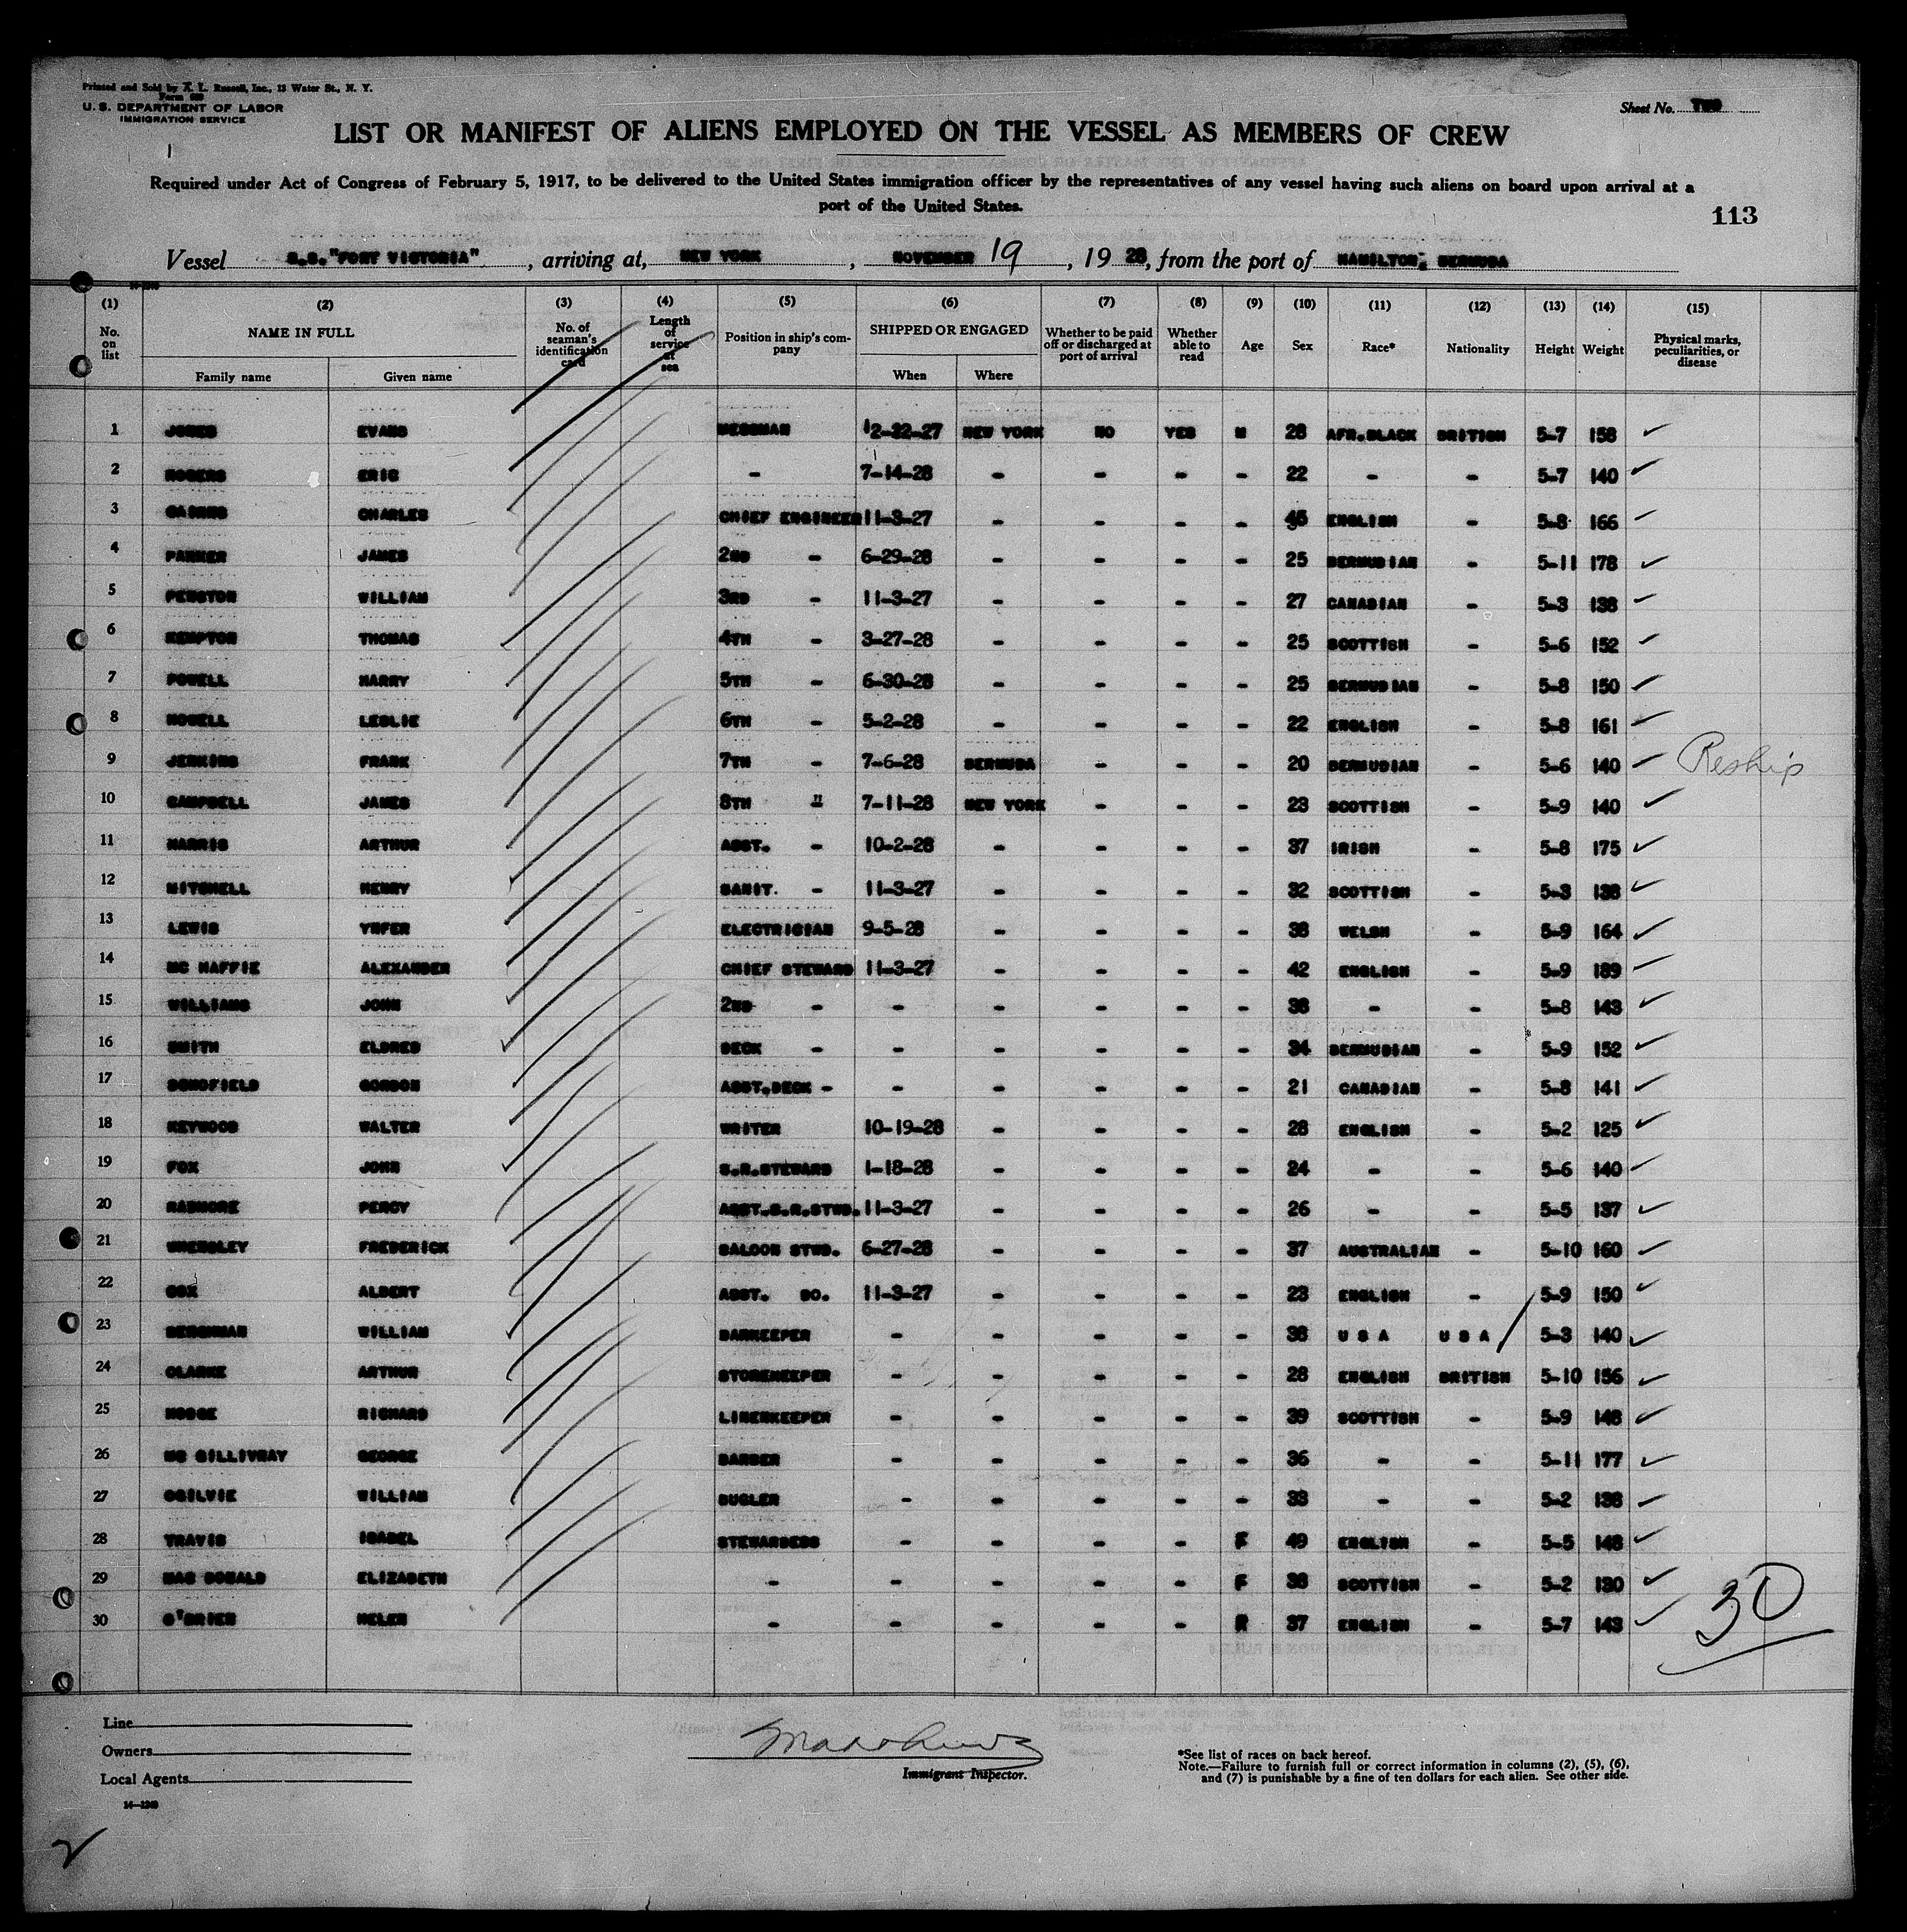 Printed and Sold by A. L. Russell, Inc., 13 Water St., N. Y.
Form 680
U. S. DEPARTMENT OF LABOR
IMMIGRATION SERVICE
Sheet No. TWO
LIST OR MANIFEST OF ALIENS EMPLOYED ON THE VESSEL AS MEMBERS OF CREW
Required under Act of Congress of February 5, 1917, to be delivered to the United States immigration officer by the representatives of any vessel having such aliens on board upon arrival at a
port of the United States.
113
Vessel S.S. "FORT VICTORIA", arriving at, NEW YORK, NOVEMBER 19, 1928, from the port of HAMILTON, BERMUDA
(1) (2) (3) (4) (5) (6) (7) (8) (9) (10) (11) (12) (13) (14) (15)
No. on list NAME IN FULL Family name Given name No. of seaman's identification card Length of service at sea Position in ship's company SHIPPED OR ENGAGED When Where Whether to be paid off or discharged at port of arrival Whether able to read Age Sex Race* Nationality Height Weight Physical marks, peculiarities, or disease
1 JONES EVANS MESSMAN 12-22-27 NEW YORK NO YES M 28 AFR.BLACK BRITISH 5-7 158
2 ROGERS ERIC - 7-14-28 - - - - 22 - - 5-7 140
3 CAIRNS CHARLES CHIEF ENGINEER 11-3-27 - - - - 45 ENGLISH - 5-8 166
4 PARKER JAMES 2ND - 6-29-28 - - - - 25 BERMUDIAN - 5-11 178
5 PENSTON WILLIAM 3RD - 11-3-27 - - - - 27 CANADIAN - 5-3 138
6 KEMPTON THOMAS 4TH - 3-27-28 - - - - 25 SCOTTISH - 5-6 152
7 POWELL HARRY 5TH - 6-30-28 - - - - 25 BERMUDIAN - 5-8 150
8 LESLIE 6TH - 5-2-28 - - - - 22 ENGLISH - 5-8 161
9 JENKINS FRANK 7TH - 7-6-28 BERMUDA - - - 20 BERMUDIAN - 5-6 140 Reship
10 CAMPBELL JAMES 8TH " 7-11-28 NEW YORK - - - 23 SCOTTISH - 5-9 140
11 HARRIS ARTHUR ASST. - 10-2-28 - - - - 37 IRISH - 5-8 175
12 MITCHELL HENRY SANIT. - 11-3-27 - - - - 32 SCOTTISH - 5-3 138
13 LEWIS YNFER ELECTRICIAN 9-5-28 - - - - 38 WELSH - 5-9 164
14 MC HAFFIE ALEXANDER CHIEF STEWARD 11-3-27 - - - - 42 ENGLISH - 5-9 189
15 WILLIAMS JOHN 2ND - - - - - - 38 - - 5-8 143
16 SMITH ELDRED DECK - - - - - - 34 BERMUDIAN - 5-9 152
17 SCHOFIELD GORDON ASST.DECK - - - - - - 21 CANADIAN - 5-8 141
18 HEYWOOD WALTER WRITER 10-19-28 - - - - 28 ENGLISH - 5-2 125
19 FOX JOHN S.R.STEWARD 1-18-28 - - - - 24 - - 5-6 140
20 RADMORE PERCY ASST.S.R.STWD. 11-3-27 - - - - 26 - - 5-5 137
21 FREDERICK SALOON STWD. 6-27-28 - - - - 37 AUSTRALIAN - 5-10 160
22 COX ALBERT ASST. DO. 11-3-27 - - - - 23 ENGLISH - 5-9 150
23 BERGHMAN WILLIAM BARKEEPER - - - - - 38 U S A U S A 5-3 140
24 CLARKE ARTHUR STOREKEEPER - - - - - 28 ENGLISH BRITISH 5-10 156
25 HODGE RICHARD LINENKEEPER - - - - - 39 SCOTTISH - 5-9 148
26 MC GILLIVRAY GEORGE BARBER - - - - - 36 - - 5-11 177
27 OGILVIE WILLIAM BUGLER - - - - - 33 - - 5-2 138
28 TRAVIS ISABEL STEWARDESS - - - - F 49 ENGLISH - 5-5 148
29 MAC DONALD ELIZABETH - - - - - F 38 SCOTTISH - 5-2 130
30 O'BRIEN HELEN - - - - - F 37 ENGLISH - 5-7 143
30
Line
Owners
Local Agents
Immigrant Inspector.
*See list of races on back hereof.
Note.—Failure to furnish full or correct information in columns (2), (5), (6),
and (7) is punishable by a fine of ten dollars for each alien. See other side.
2